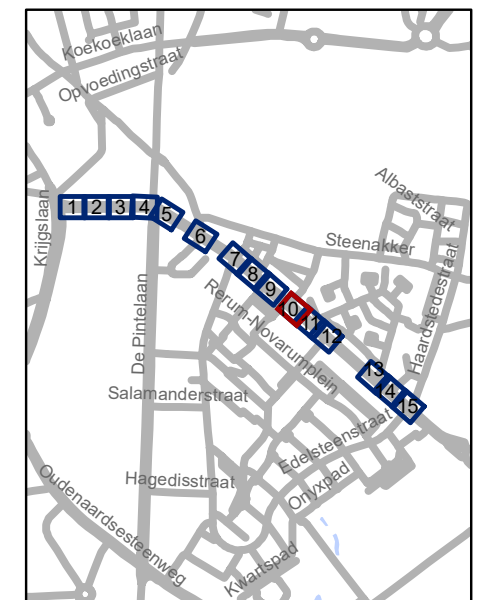 Koekoeklaan
Opvoedingstraat
Albaststraat
Krijgslaan
1 2 3 4 5
6
Steenakker
7
8
9
Haardstedestraat
De Pintelaan
10
11
12
Rerum-Novarumplein
13
14
15
Salamanderstraat
Edelsteenstraat
Hagedisstraat
Onyxpad
Oudenaardsesteenweg
Kwartspad